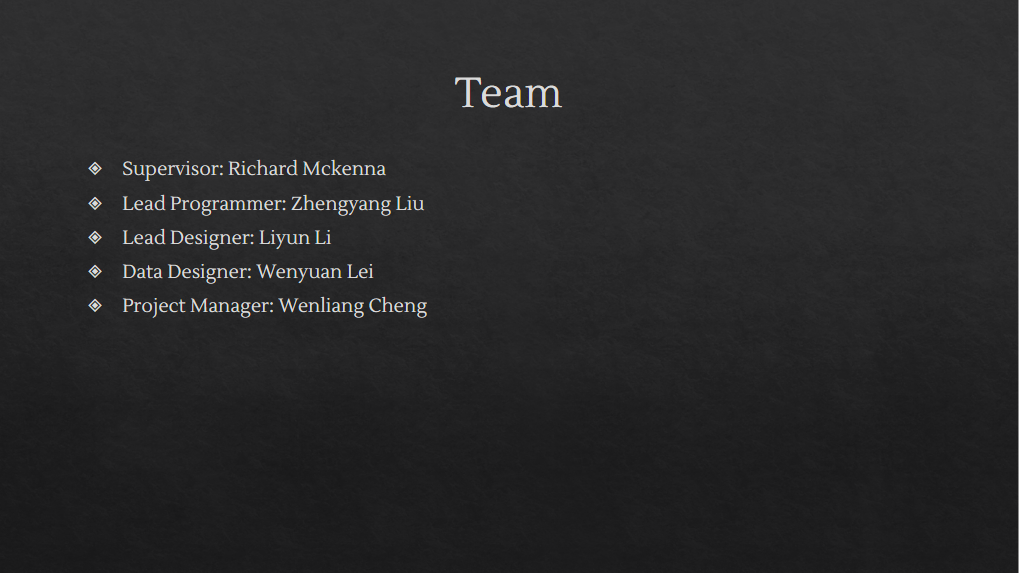 Team
Supervisor: Richard Mckenna
Lead Programmer: Zhengyang Liu
Lead Designer: Liyun Li
Data Designer: Wenyuan Lei
Project Manager: Wenliang Cheng